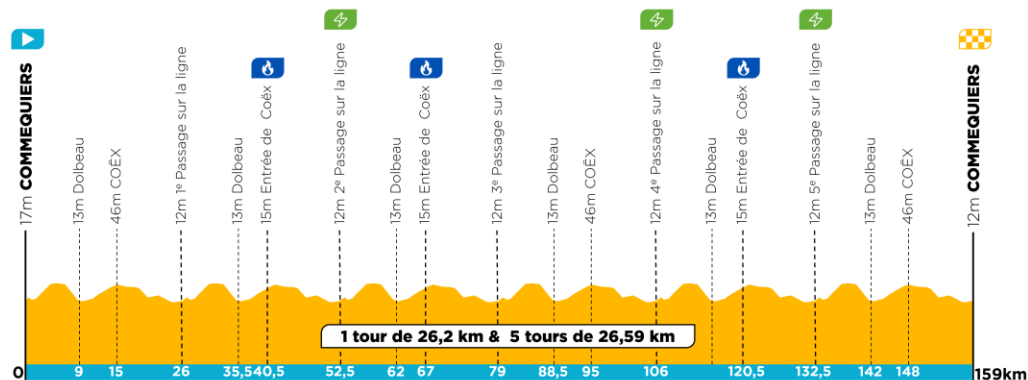 17m COMMEQUIERS
13m Dolbeau
46m COËX
12m 1e Passage sur la ligne
13m Dolbeau
15m Entrée de Coëx
12m 2e Passage sur la ligne
13m Dolbeau
15m Entrée de Coëx
12m 3e Passage sur la ligne
13m Dolbeau
46m COËX
12m 4e Passage sur la ligne
13m Dolbeau
15m Entrée de Coëx
12m 5e Passage sur la ligne
13m Dolbeau
46m COËX
12m COMMEQUIERS
1 tour de 26,2 km & 5 tours de 26,59 km
0 9 15 26 35,5 40,5 52,5 62 67 79 88,5 95 106 120,5 132,5 142 148 159km